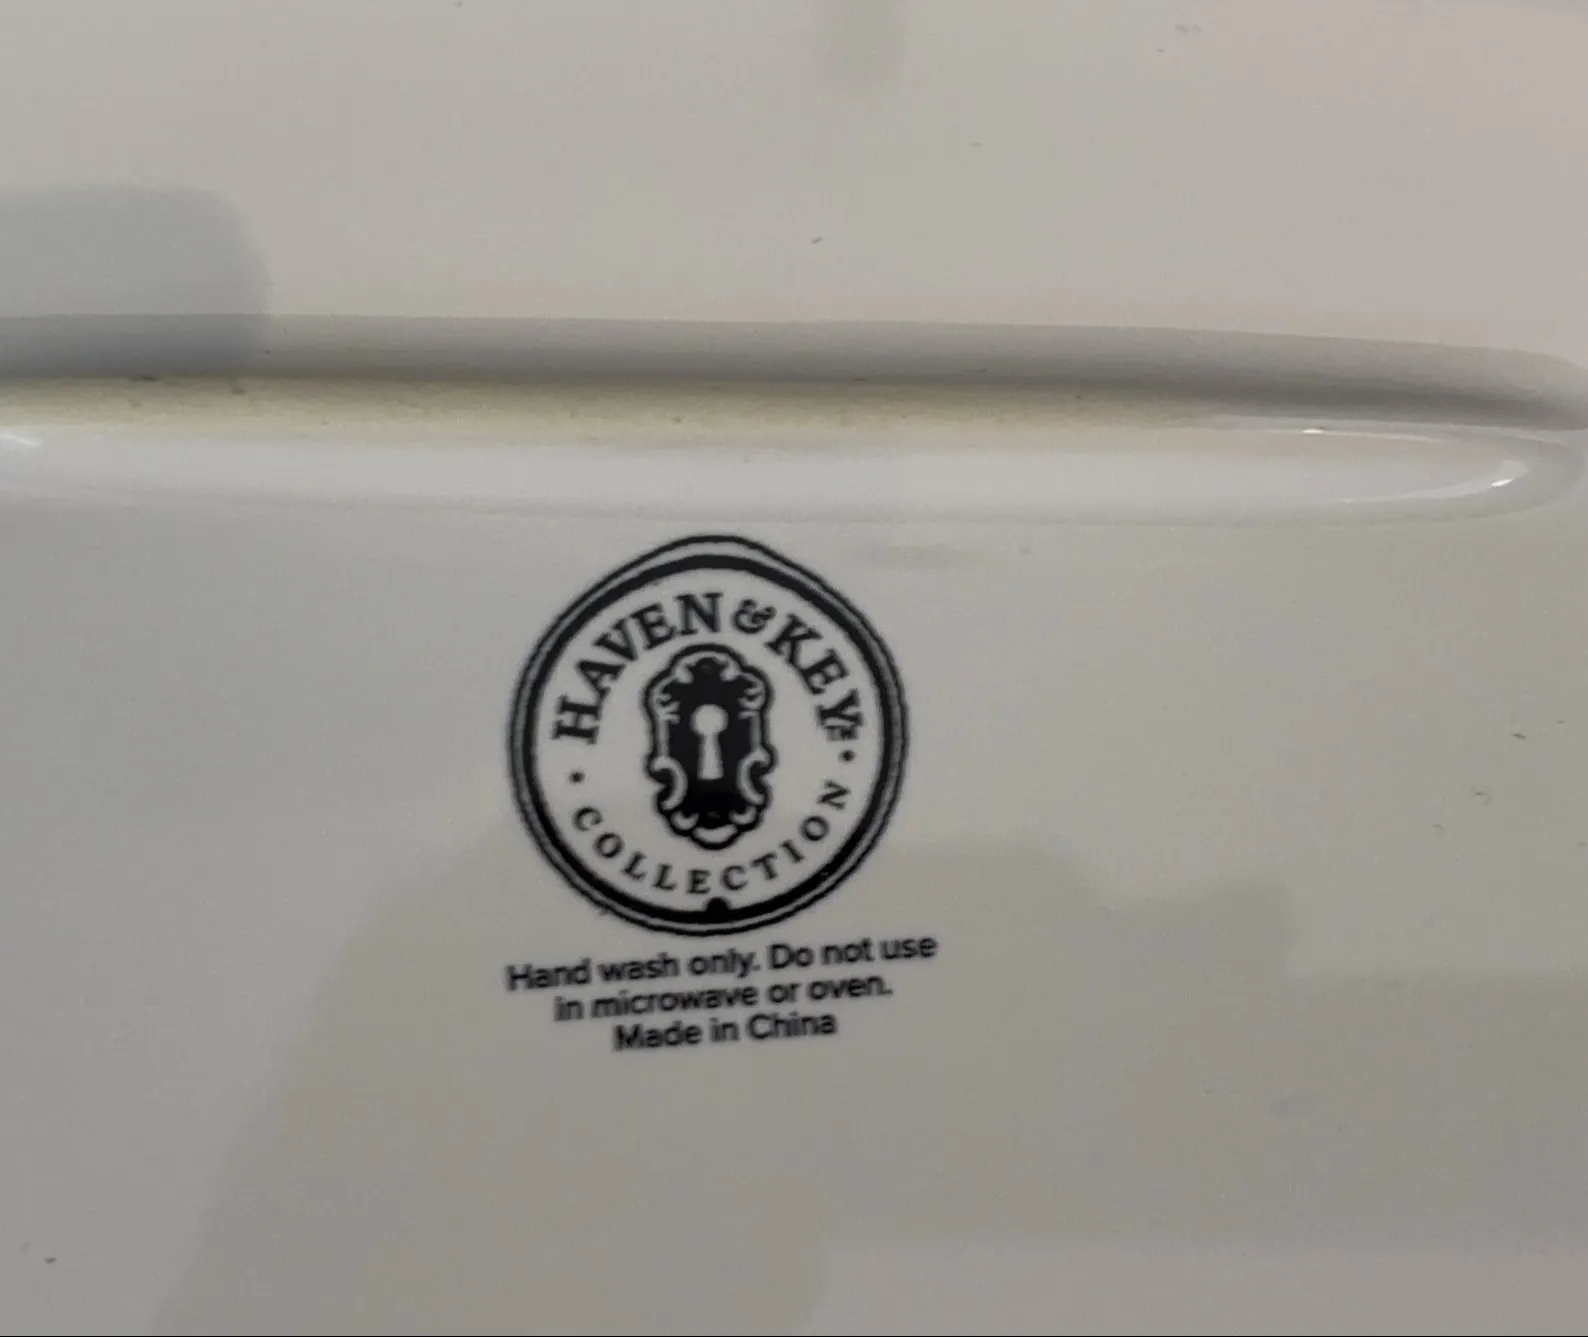 HAVEN & KEY™
• COLLECTION •
Hand wash only. Do not use
in microwave or oven.
Made in China